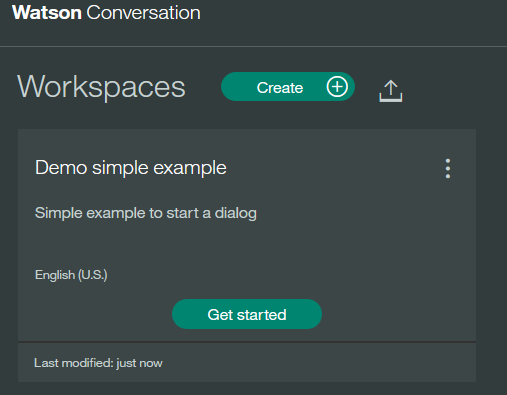 Watson Conversation
Workspaces
Create
Demo simple example
Simple example to start a dialog
English (U.S.)
Get started
Last modified: just now